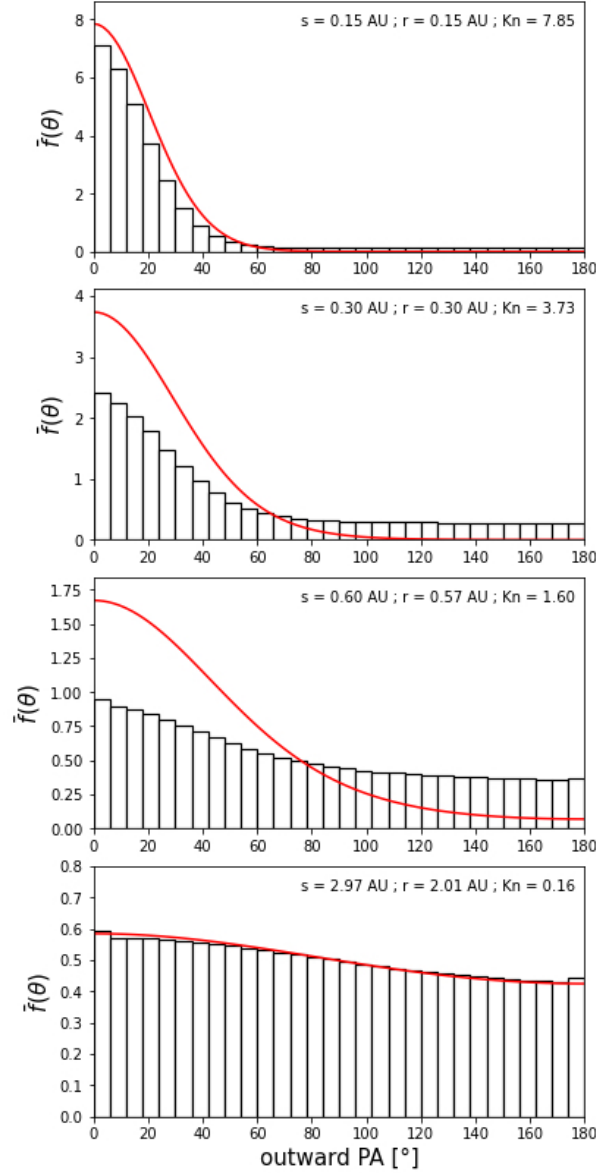 s = 0.15 AU ; r = 0.15 AU ; Kn = 7.85
f̄(θ)
8
6
4
2
0
0 20 40 60 80 100 120 140 160 180
s = 0.30 AU ; r = 0.30 AU ; Kn = 3.73
f̄(θ)
4
3
2
1
0
0 20 40 60 80 100 120 140 160 180
s = 0.60 AU ; r = 0.57 AU ; Kn = 1.60
f̄(θ)
1.75
1.50
1.25
1.00
0.75
0.50
0.25
0.00
0 20 40 60 80 100 120 140 160 180
s = 2.97 AU ; r = 2.01 AU ; Kn = 0.16
f̄(θ)
0.8
0.7
0.6
0.5
0.4
0.3
0.2
0.1
0.0
0 20 40 60 80 100 120 140 160 180
outward PA [°]